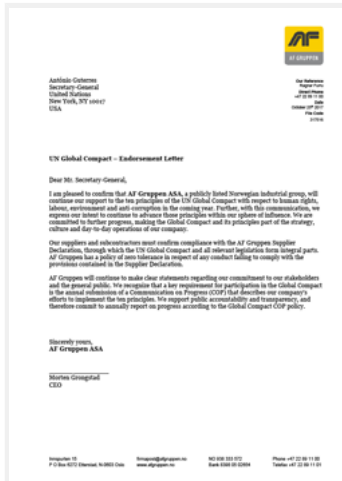 AF GRUPPEN
António Guterres
Secretary-General
United Nations
New York, NY 10017
USA
Our Reference
Direct Phone
Date
File Code
UN Global Compact – Endorsement Letter
Dear Mr. Secretary-General,
I am pleased to confirm that AF Gruppen ASA, a publicly listed Norwegian industrial group, will
continue our support to the ten principles of the UN Global Compact with respect to human rights,
labour, environment and anti-corruption in the coming year. Further, with this communication, we
express our intent to continue to advance those principles within our sphere of influence. We are
committed to further progress, making the Global Compact and its principles part of the strategy,
culture and day-to-day operations of our company.
Our suppliers and subcontractors must confirm compliance with the AF Gruppen Supplier
Declaration, through which the UN Global Compact and all relevant legislation form integral parts.
AF Gruppen has a policy of zero tolerance in respect of any conduct failing to comply with the
provisions contained in the Supplier Declaration.
AF Gruppen will continue to make clear statements regarding our commitment to our stakeholders
and the general public. We recognize that a key requirement for participation in the Global Compact
is the annual submission of a Communication on Progress (COP) that describes our company's
efforts to implement the ten principles. We support public accountability and transparency, and
therefore commit to annually report on progress according to the Global Compact COP policy.
Sincerely yours,
AF Gruppen ASA
Morten Grongstad
CEO